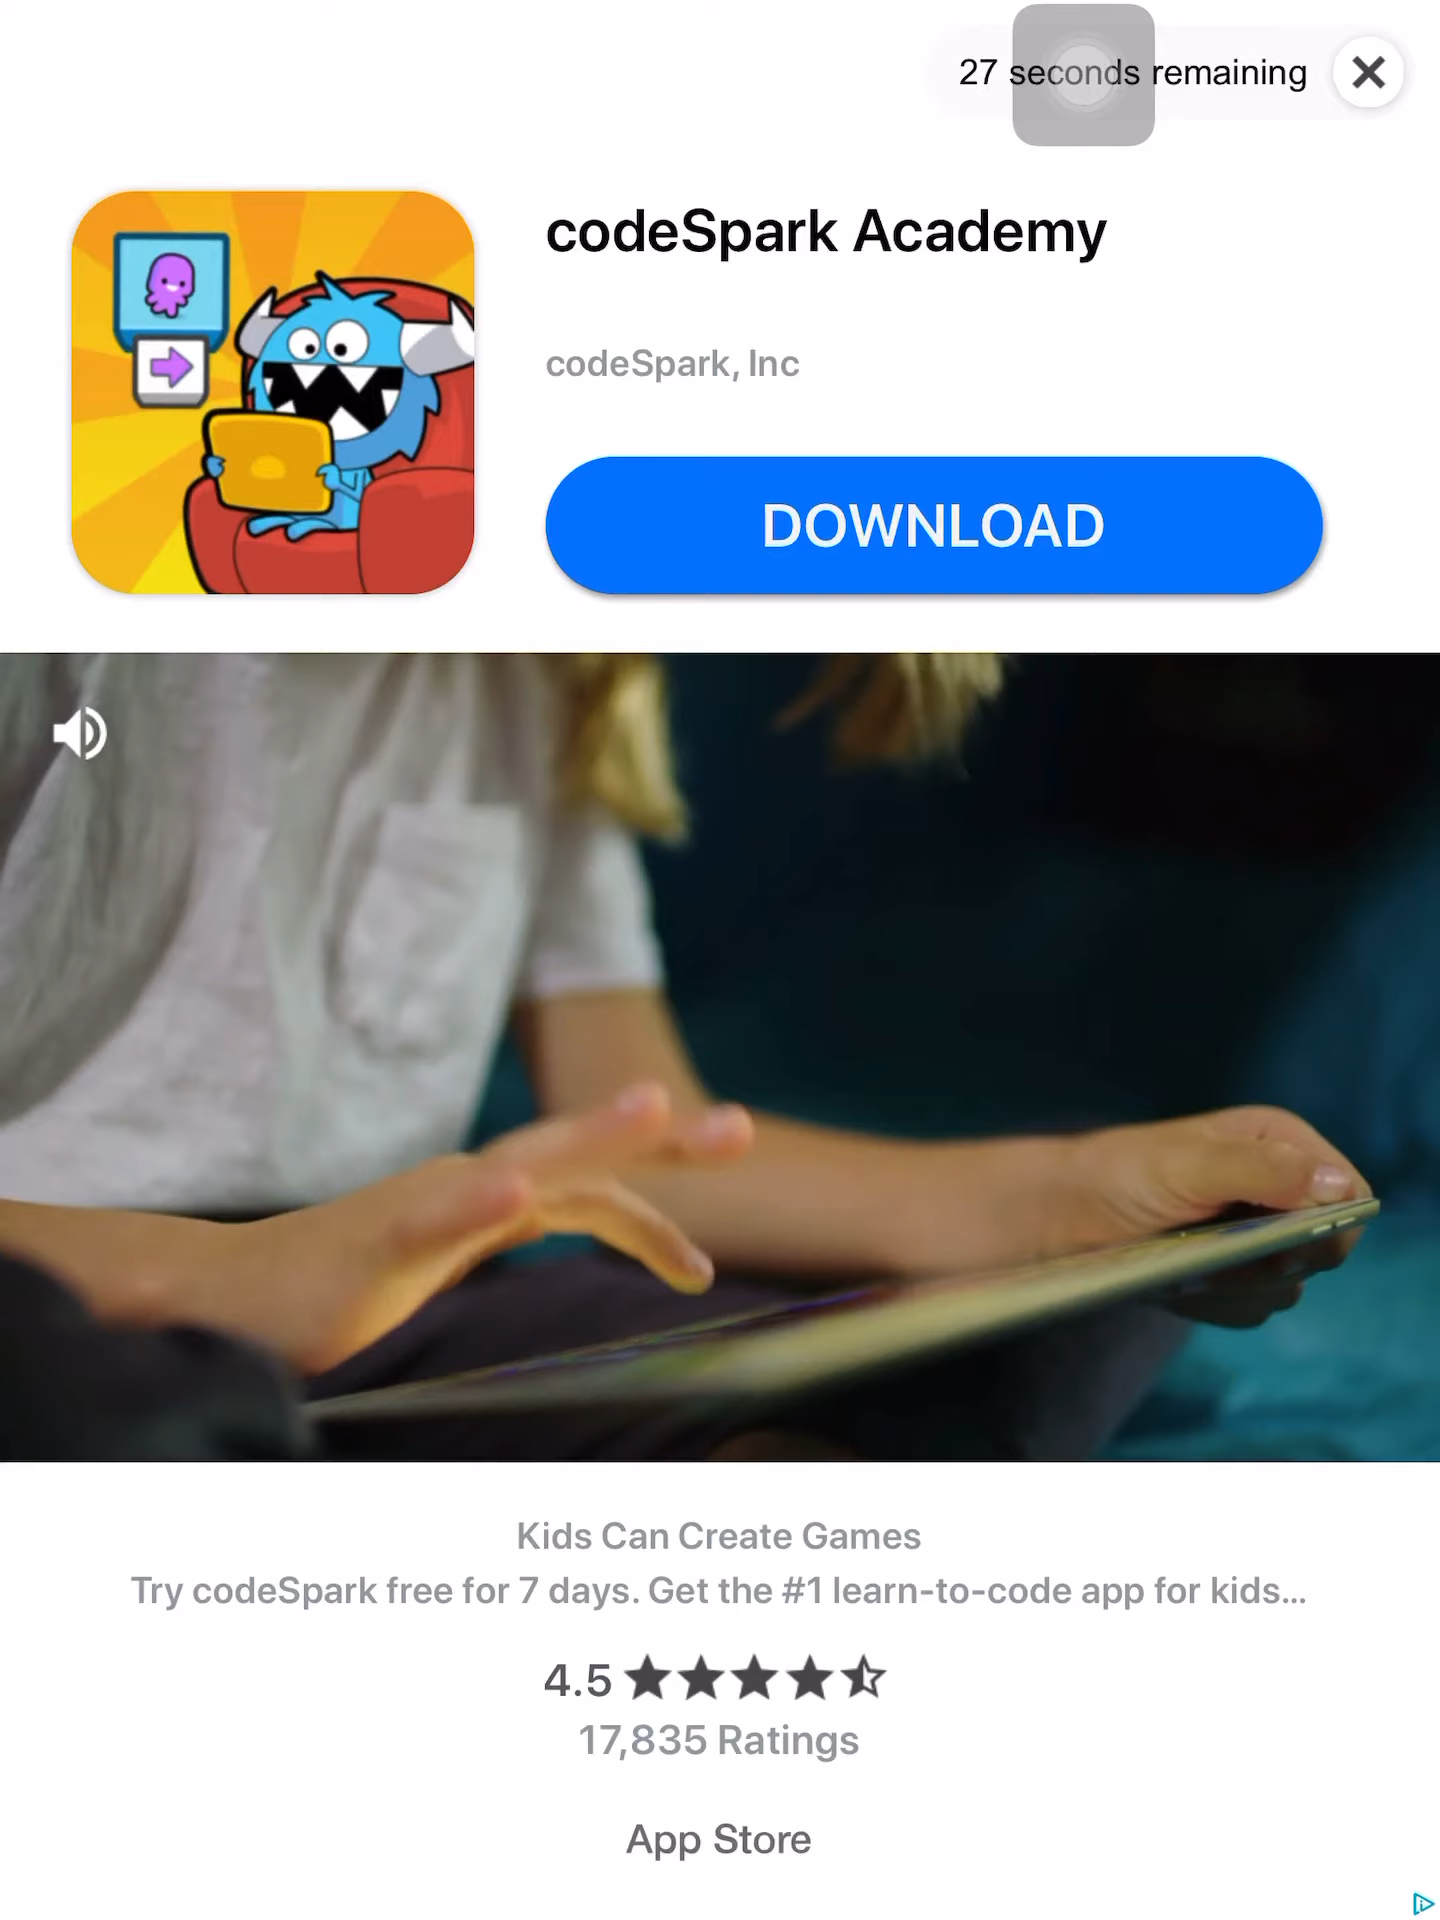 27 seconds remaining
codeSpark Academy
codeSpark, Inc
DOWNLOAD
Kids Can Create Games
Try codeSpark free for 7 days. Get the #1 learn-to-code app for kids...
4.5
17,835 Ratings
App Store